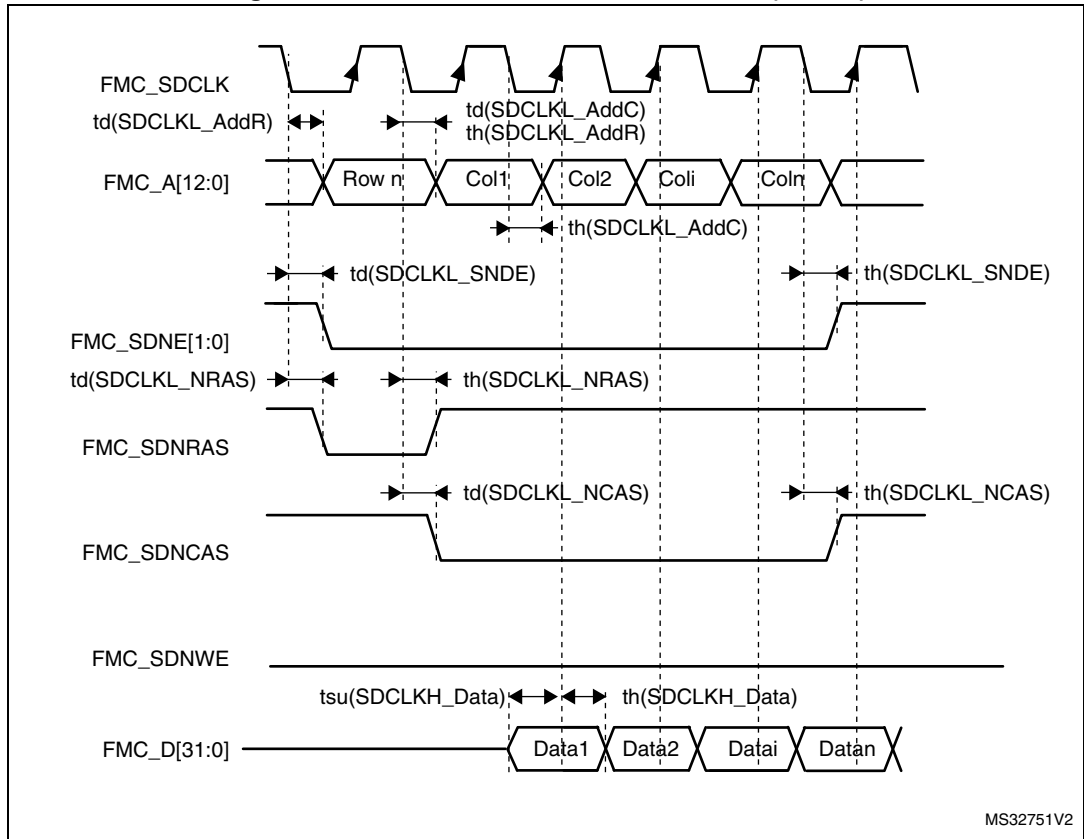 FMC_SDCLK
td(SDCLKL_AddR)
td(SDCLKL_AddC)
th(SDCLKL_AddR)
FMC_A[12:0]
Row n
Col1
Col2
Coli
Coln
th(SDCLKL_AddC)
td(SDCLKL_SNDE)
th(SDCLKL_SNDE)
FMC_SDNE[1:0]
td(SDCLKL_NRAS)
th(SDCLKL_NRAS)
FMC_SDNRAS
td(SDCLKL_NCAS)
th(SDCLKL_NCAS)
FMC_SDNCAS
FMC_SDNWE
tsu(SDCLKH_Data)
th(SDCLKH_Data)
FMC_D[31:0]
Data1
Data2
Datai
Datan
MS32751V2